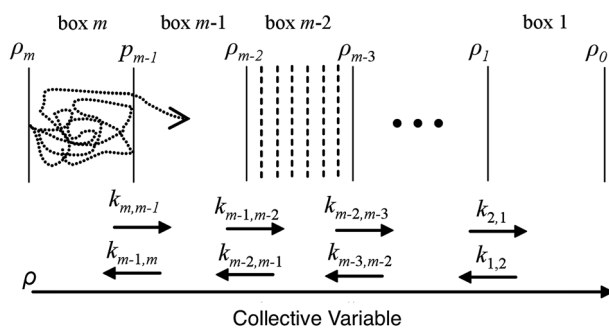 box m box m-1 box m-2 box 1
ρm pm-1 ρm-2 ρm-3 ρ1 ρ0
km,m-1 km-1,m-2 km-2,m-3 k2,1
km-1,m km-2,m-1 km-3,m-2 k1,2
ρ
Collective Variable